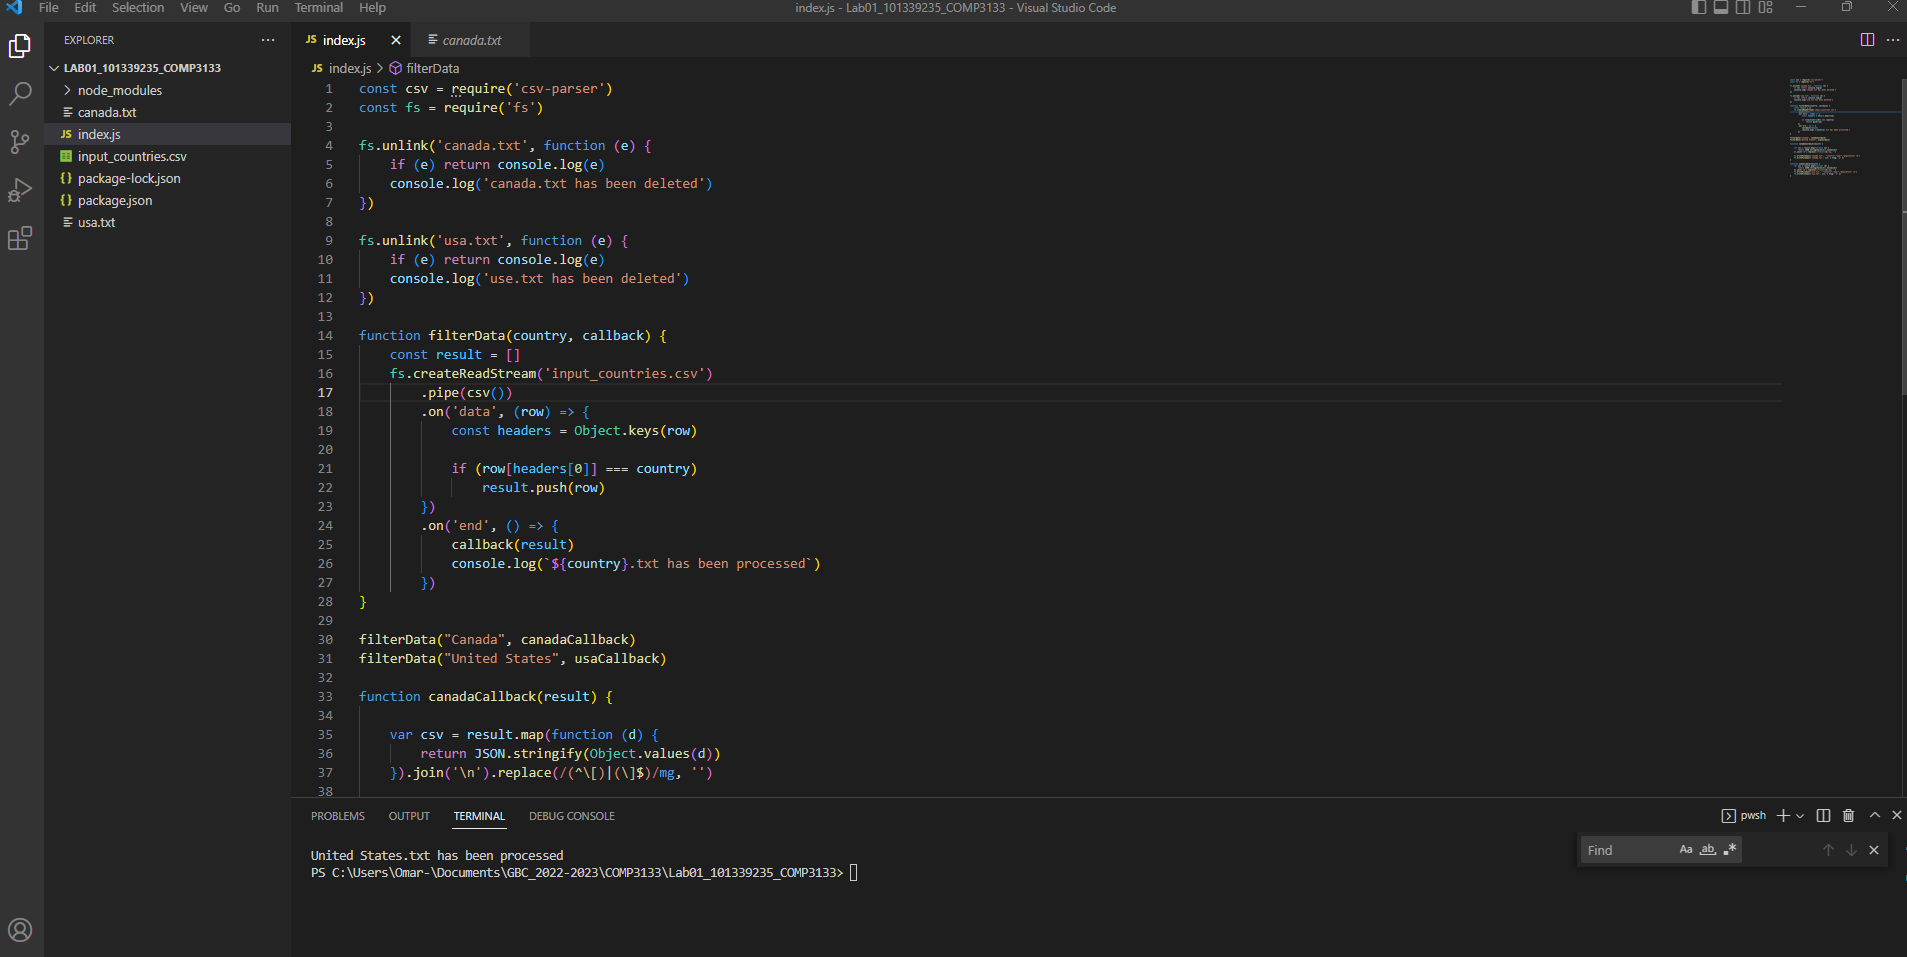 File Edit Selection View Go Run Terminal Help
index.js - Lab01_101339235_COMP3133 - Visual Studio Code
EXPLORER
LAB01_101339235_COMP3133
node_modules
canada.txt
JS index.js
input_countries.csv
{} package-lock.json
{} package.json
usa.txt
JS index.js
canada.txt
JS index.js > filterData
1 const csv = require('csv-parser')
2 const fs = require('fs')
3
4 fs.unlink('canada.txt', function (e) {
5 if (e) return console.log(e)
6 console.log('canada.txt has been deleted')
7 })
8
9 fs.unlink('usa.txt', function (e) {
10 if (e) return console.log(e)
11 console.log('use.txt has been deleted')
12 })
13
14 function filterData(country, callback) {
15 const result = []
16 fs.createReadStream('input_countries.csv')
17 .pipe(csv())
18 .on('data', (row) => {
19 const headers = Object.keys(row)
20
21 if (row[headers[0]] === country)
22 result.push(row)
23 })
24 .on('end', () => {
25 callback(result)
26 console.log(`${country}.txt has been processed`)
27 })
28 }
29
30 filterData("Canada", canadaCallback)
31 filterData("United States", usaCallback)
32
33 function canadaCallback(result) {
34
35 var csv = result.map(function (d) {
36 return JSON.stringify(Object.values(d))
37 }).join('\n').replace(/(^\[)|(\]$)/mg, '')
38
PROBLEMS OUTPUT TERMINAL DEBUG CONSOLE
pwsh
Find Aa ab .*
United States.txt has been processed
PS C:\Users\Omar-\Documents\GBC_2022-2023\COMP3133\Lab01_101339235_COMP3133>